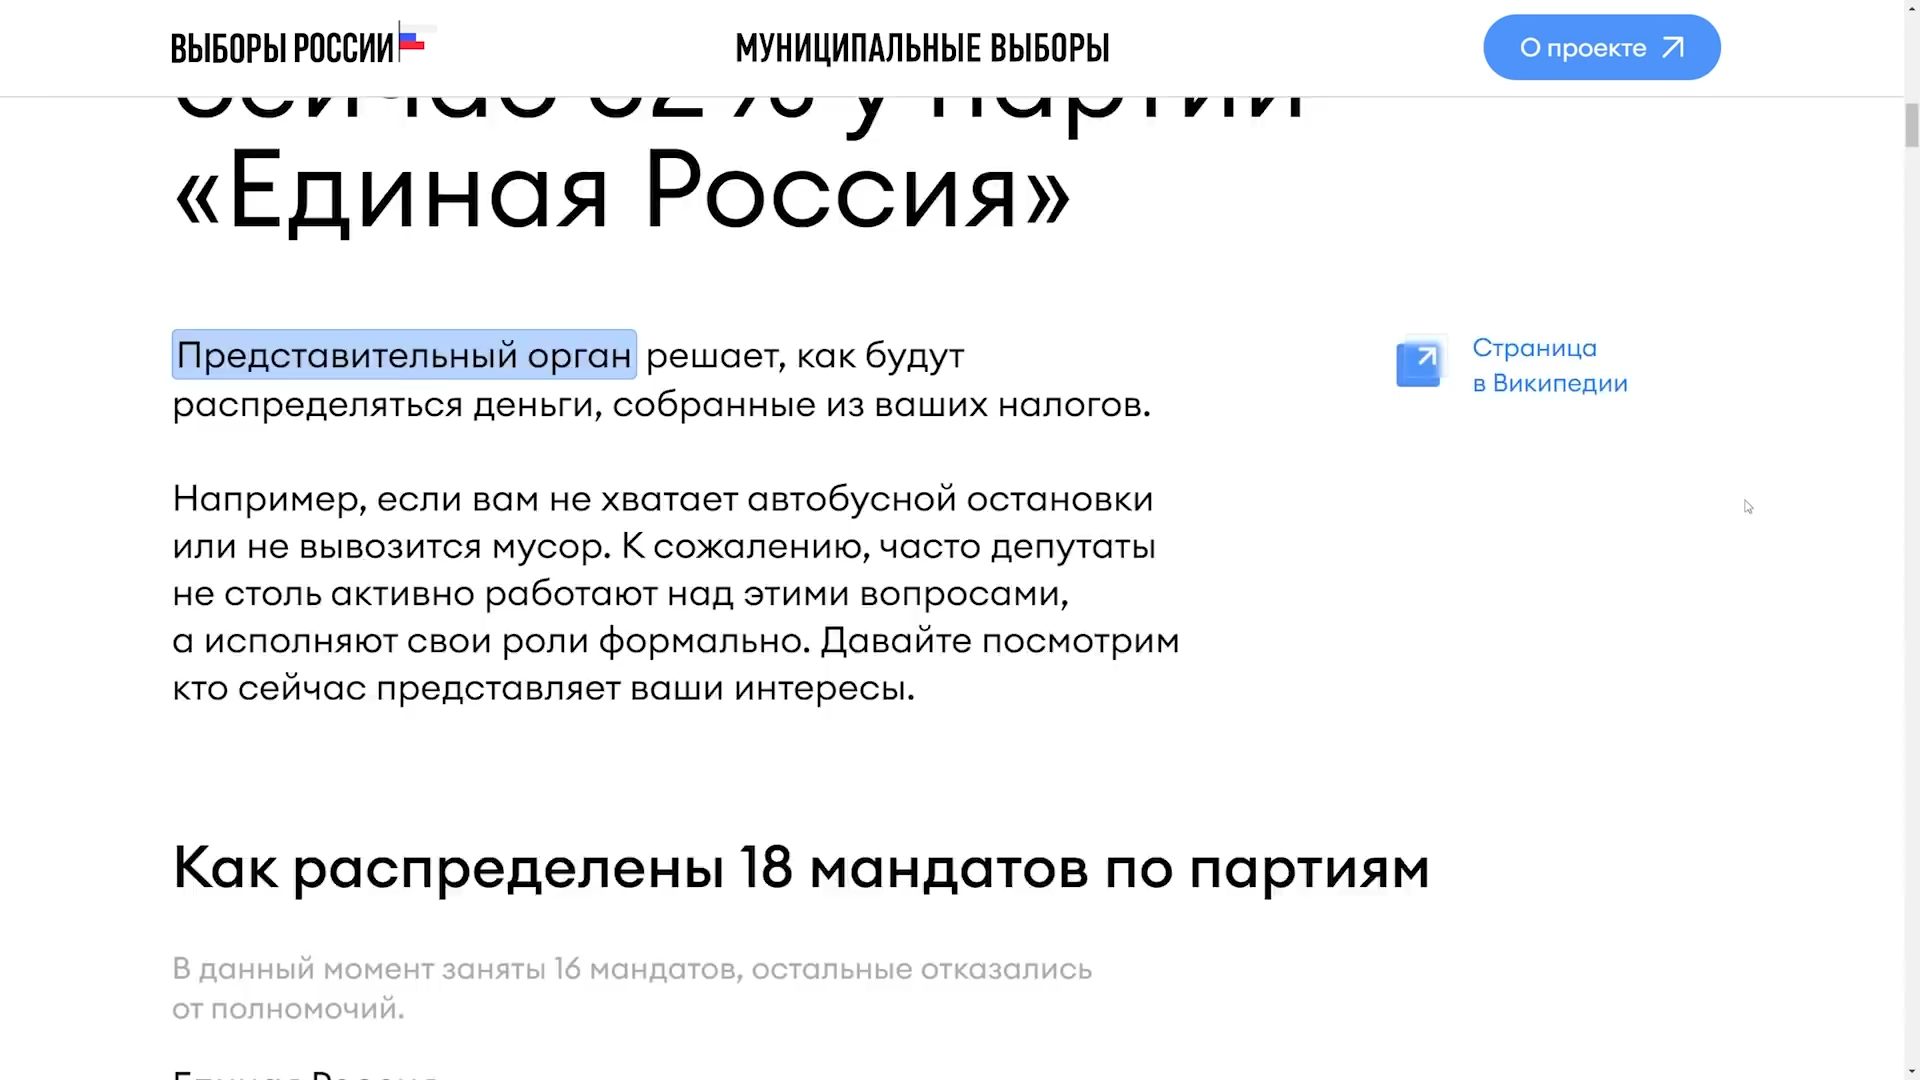 ВЫБОРЫ РОССИИ
МУНИЦИПАЛЬНЫЕ ВЫБОРЫ
О проекте
у партии
«Единая Россия»
Представительный орган решает, как будут
распределяться деньги, собранные из ваших налогов.
Страница
в Википедии
Например, если вам не хватает автобусной остановки
или не вывозится мусор. К сожалению, часто депутаты
не столь активно работают над этими вопросами,
а исполняют свои роли формально. Давайте посмотрим
кто сейчас представляет ваши интересы.
Как распределены 18 мандатов по партиям
В данный момент заняты 16 мандатов, остальные отказались
от полномочий.